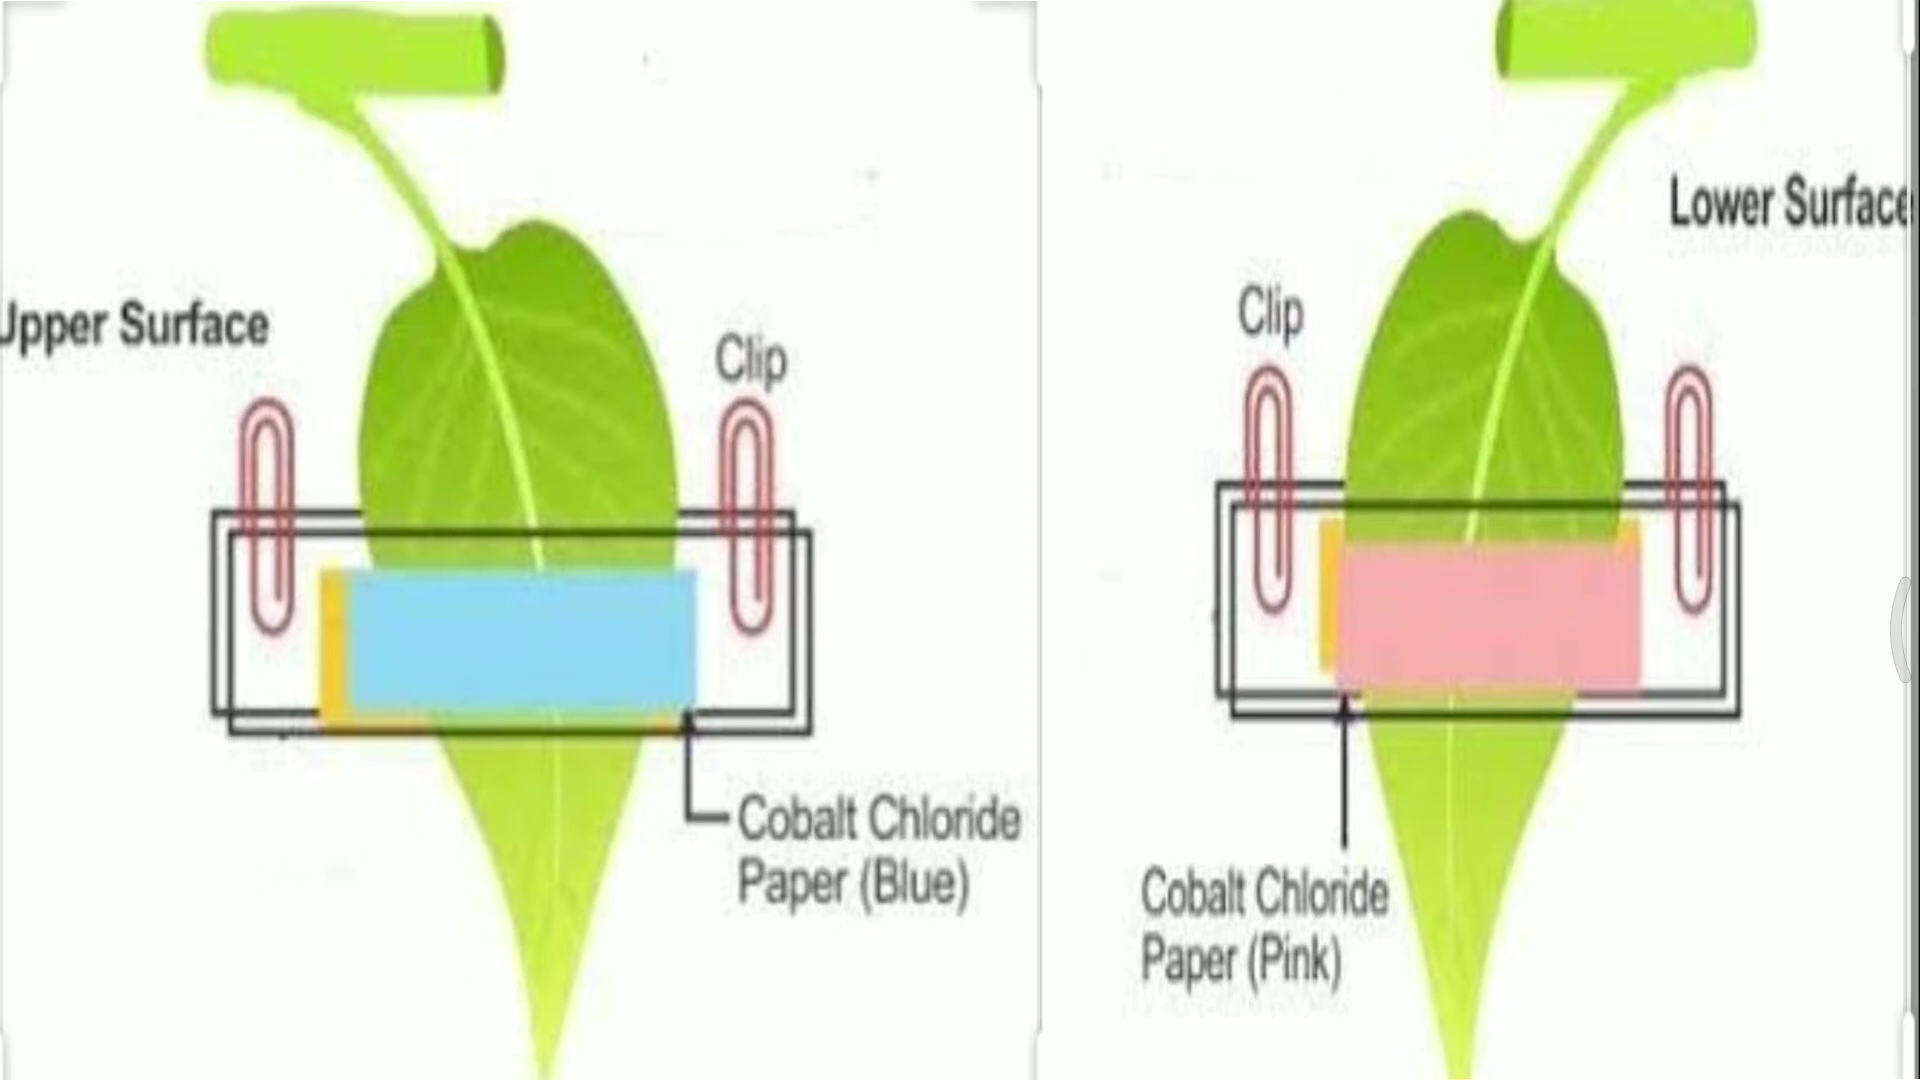 Upper Surface
Clip
Cobalt Chloride
Paper (Blue)
Lower Surface
Clip
Cobalt Chloride
Paper (Pink)